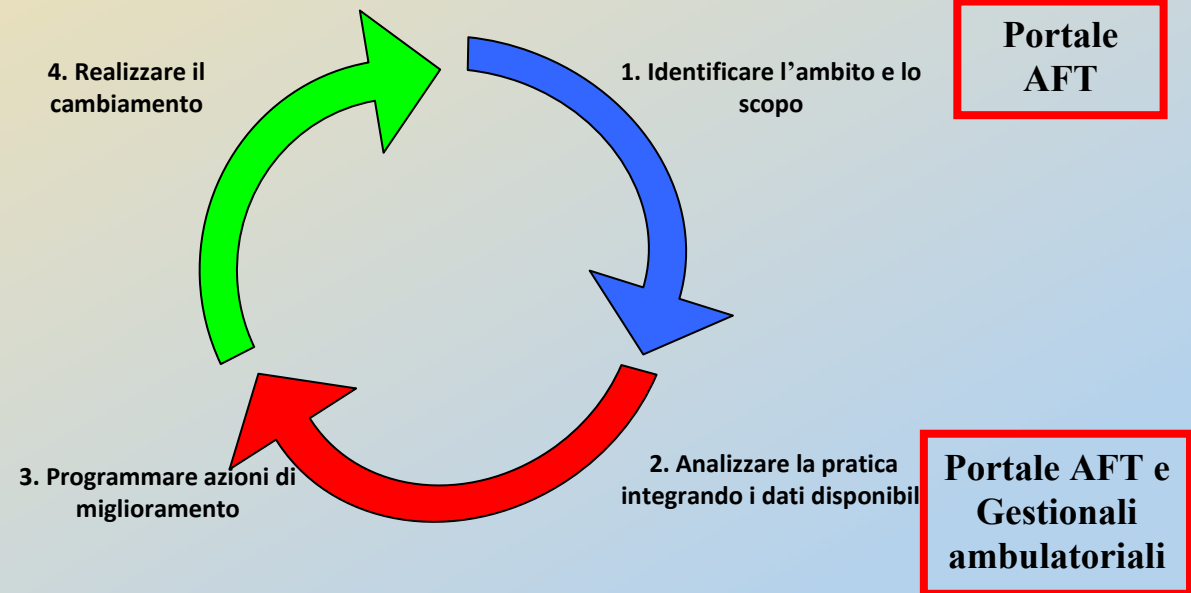 4. Realizzare il
cambiamento
1. Identificare l’ambito e lo
scopo
Portale
AFT
3. Programmare azioni di
miglioramento
2. Analizzare la pratica
integrando i dati disponibil
Portale AFT e
Gestionali
ambulatoriali